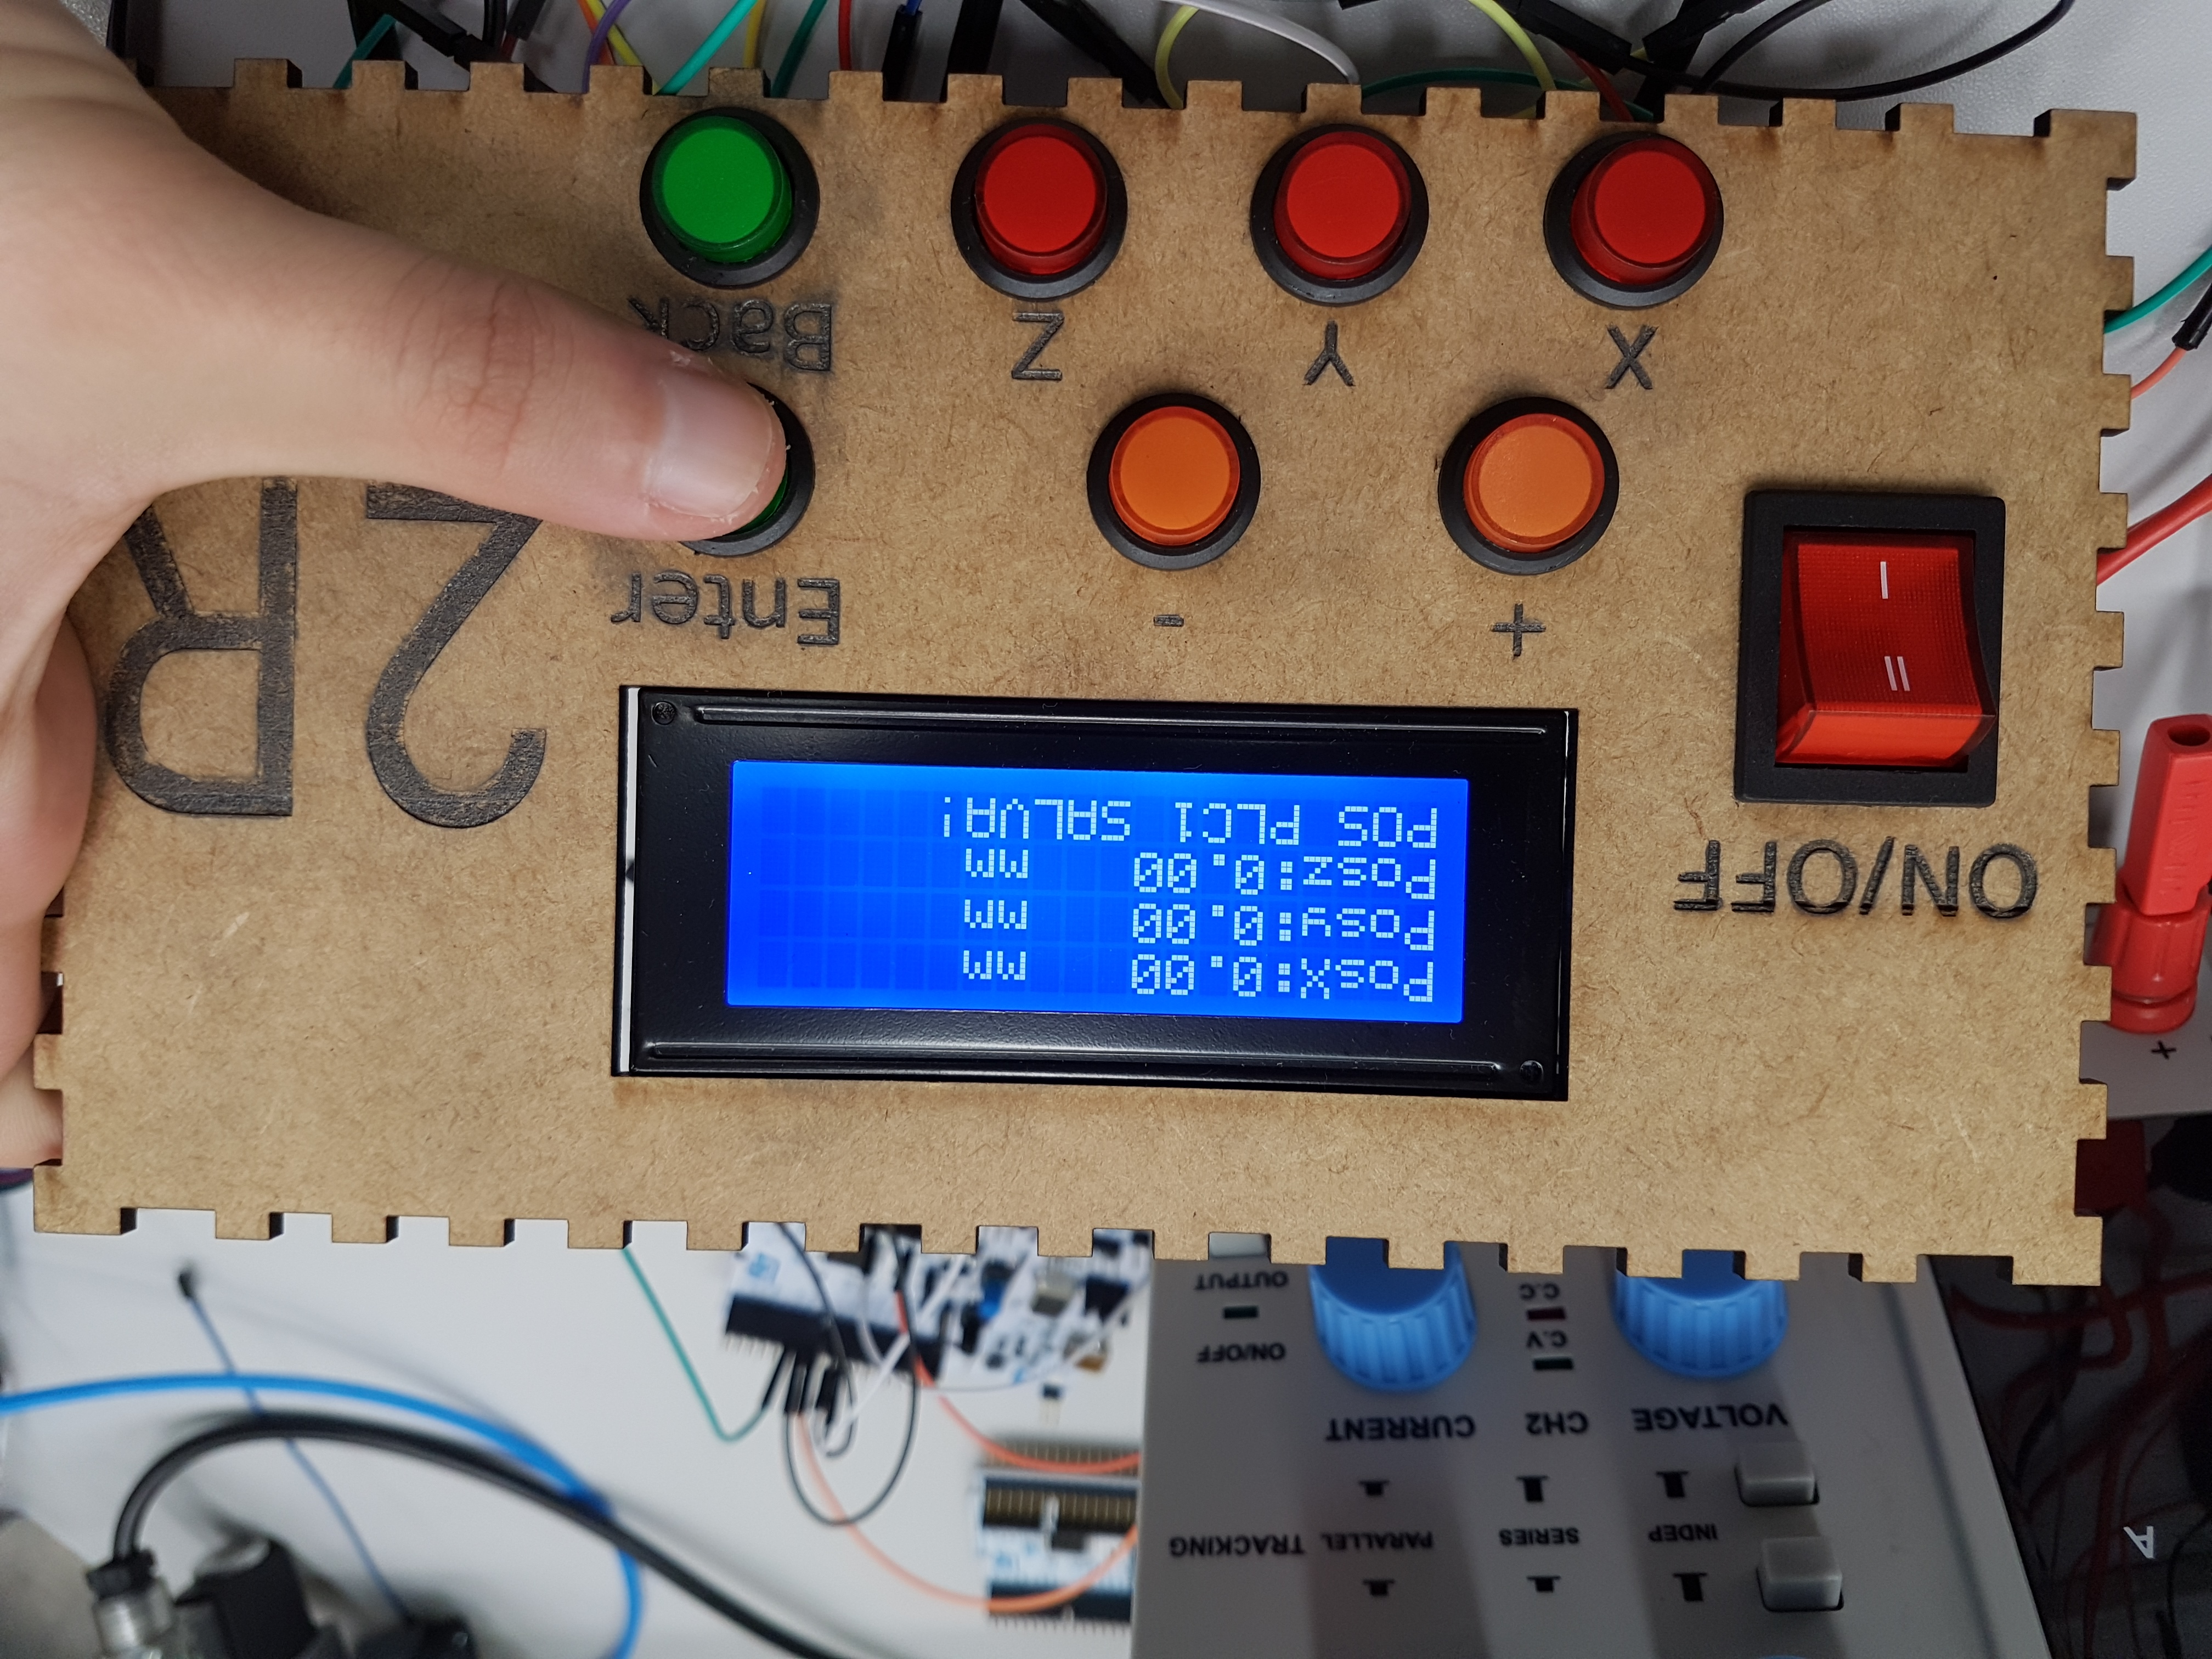 A
INDEP SERIES PARALLEL TRACKING
VOLTAGE CH2 CURRENT
C.V
C.C
ON/OFF
OUTPUT
+
PosX:0.00 mm
Posy:0.00 mm
Posz:0.00 mm
POS PLC1 SALVA!
ON/OFF
II
I
2R
+ - Enter
X Y Z Back